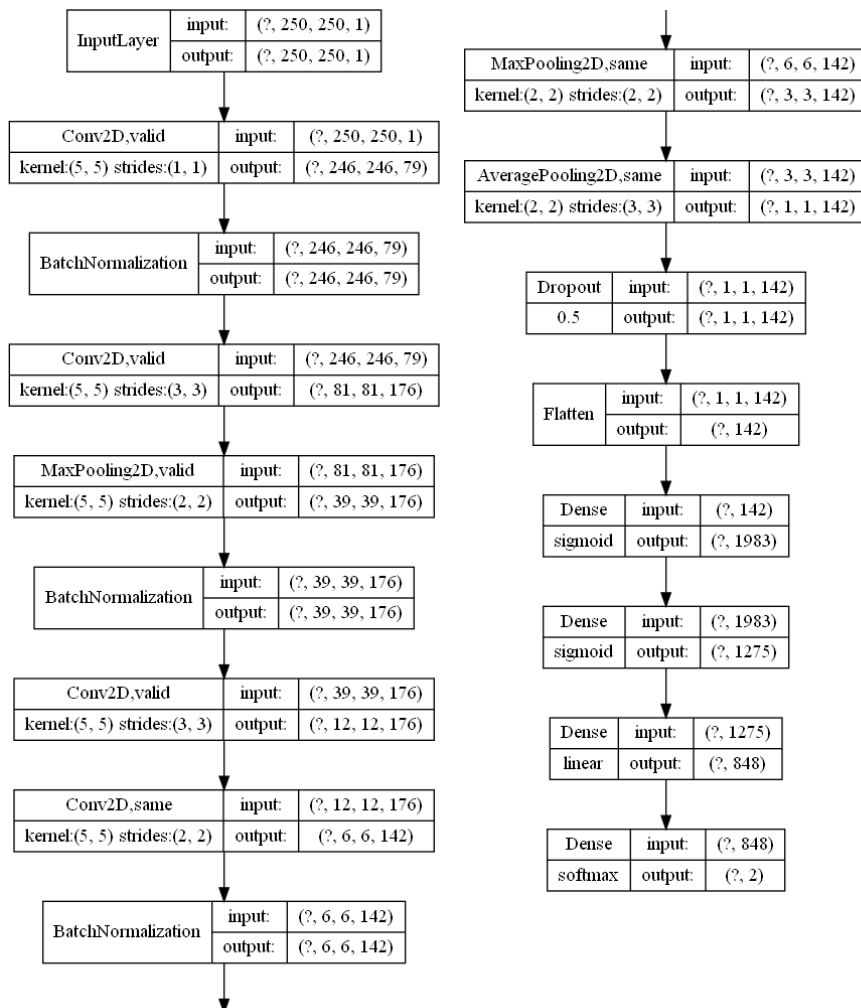 InputLayer input: (?, 250, 250, 1)
output: (?, 250, 250, 1)
Conv2D,valid input: (?, 250, 250, 1)
kernel:(5, 5) strides:(1, 1) output: (?, 246, 246, 79)
BatchNormalization input: (?, 246, 246, 79)
output: (?, 246, 246, 79)
Conv2D,valid input: (?, 246, 246, 79)
kernel:(5, 5) strides:(3, 3) output: (?, 81, 81, 176)
MaxPooling2D,valid input: (?, 81, 81, 176)
kernel:(5, 5) strides:(2, 2) output: (?, 39, 39, 176)
BatchNormalization input: (?, 39, 39, 176)
output: (?, 39, 39, 176)
Conv2D,valid input: (?, 39, 39, 176)
kernel:(5, 5) strides:(3, 3) output: (?, 12, 12, 176)
Conv2D,same input: (?, 12, 12, 176)
kernel:(5, 5) strides:(2, 2) output: (?, 6, 6, 142)
BatchNormalization input: (?, 6, 6, 142)
output: (?, 6, 6, 142)
MaxPooling2D,same input: (?, 6, 6, 142)
kernel:(2, 2) strides:(2, 2) output: (?, 3, 3, 142)
AveragePooling2D,same input: (?, 3, 3, 142)
kernel:(2, 2) strides:(3, 3) output: (?, 1, 1, 142)
Dropout input: (?, 1, 1, 142)
0.5 output: (?, 1, 1, 142)
Flatten input: (?, 1, 1, 142)
output: (?, 142)
Dense input: (?, 142)
sigmoid output: (?, 1983)
Dense input: (?, 1983)
sigmoid output: (?, 1275)
Dense input: (?, 1275)
linear output: (?, 848)
Dense input: (?, 848)
softmax output: (?, 2)